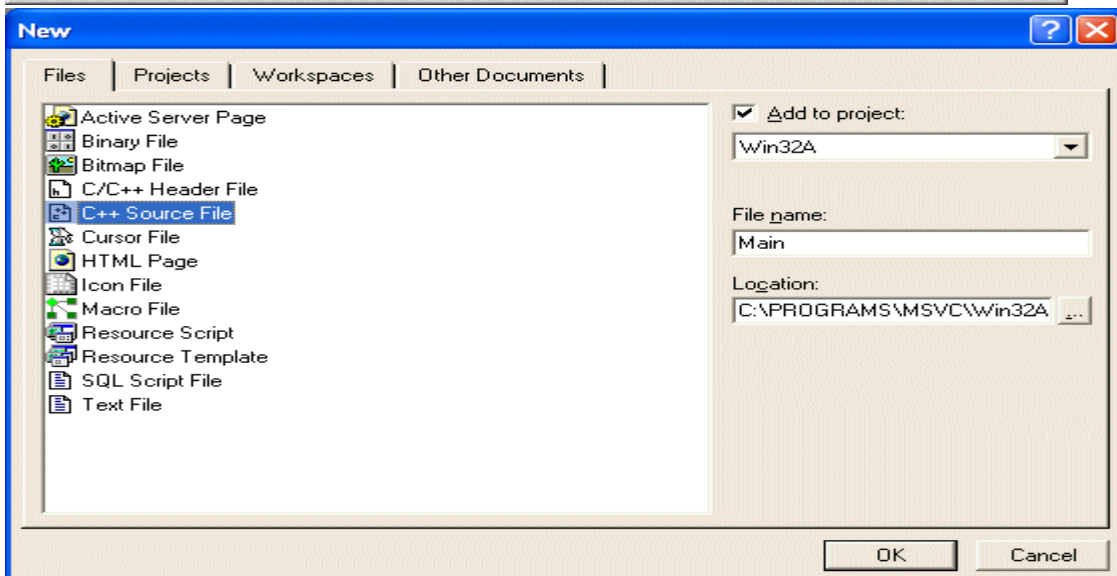 New
Files Projects Workspaces Other Documents
Active Server Page
Binary File
Bitmap File
C/C++ Header File
C++ Source File
Cursor File
HTML Page
Icon File
Macro File
Resource Script
Resource Template
SQL Script File
Text File
Add to project:
Win32A
File name:
Main
Location:
C:\PROGRAMS\MSVC\Win32A ...
OK Cancel